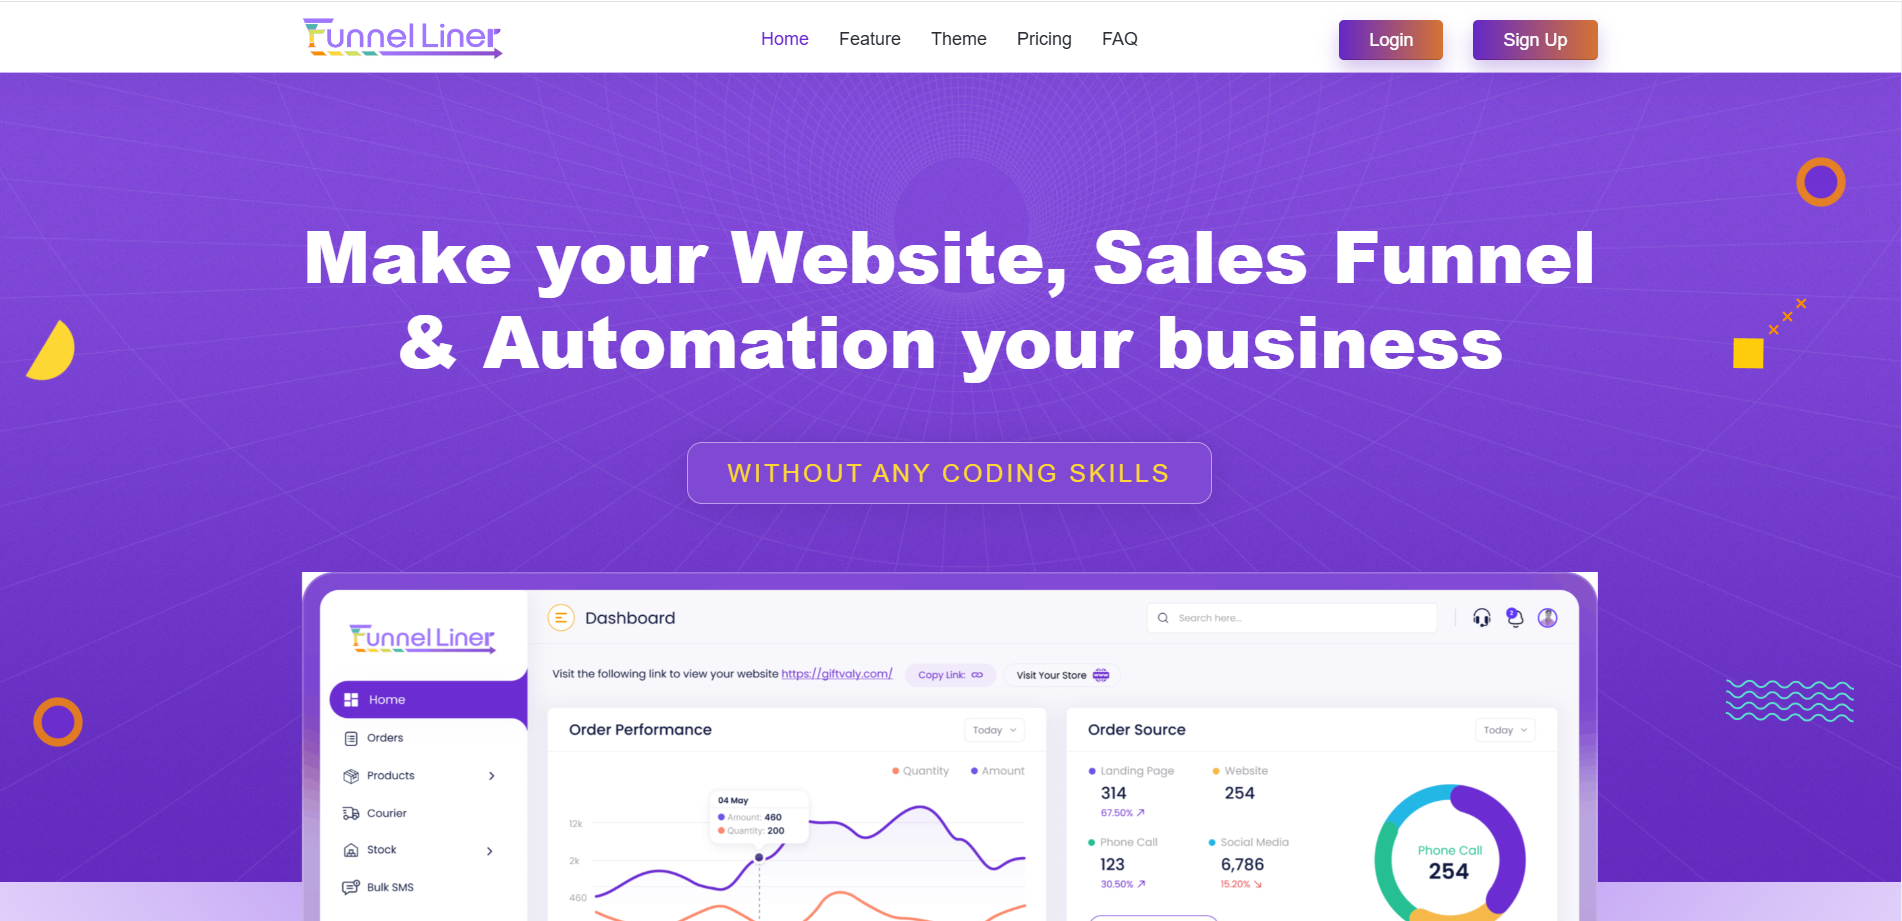 Funnel Liner
Home Feature Theme Pricing FAQ
Login Sign Up
Make your Website, Sales Funnel
& Automation your business
WITHOUT ANY CODING SKILLS
Funnel Liner
Dashboard
Search here...
2
Visit the following link to view your website https://giftvaly.com/
Copy Link:
Visit Your Store
Home
Orders
Products
Courier
Stock
Bulk SMS
Order Performance
Today
Quantity Amount
04 May
Amount: 460
Quantity: 200
12k
2k
460
Order Source
Today
Landing Page
314
67.50%
Website
254
Phone Call
123
30.50%
Social Media
6,786
15.20%
Phone Call
254